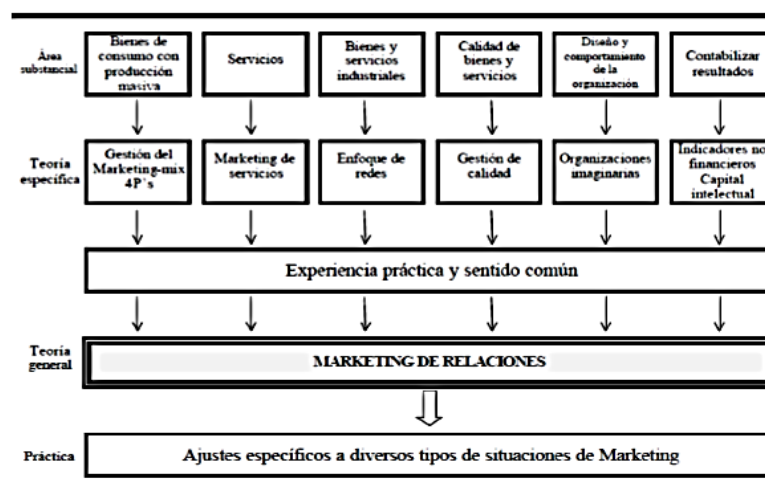 Área
substancial
Bienes de
consumo con
producción
masiva
Servicios
Bienes y
servicios
industriales
Calidad de
bienes y
servicios
Diseño y
comportamiento
de la
organización
Contabilizar
resultados
Teoría
específica
Gestión del
Marketing-mix
4P`s
Marketing de
servicios
Enfoque de
redes
Gestión de
calidad
Organizaciones
imaginarias
Indicadores no
financieros
Capital
intelectual
Experiencia práctica y sentido común
Teoría
general
MARKETING DE RELACIONES
Práctica
Ajustes específicos a diversos tipos de situaciones de Marketing